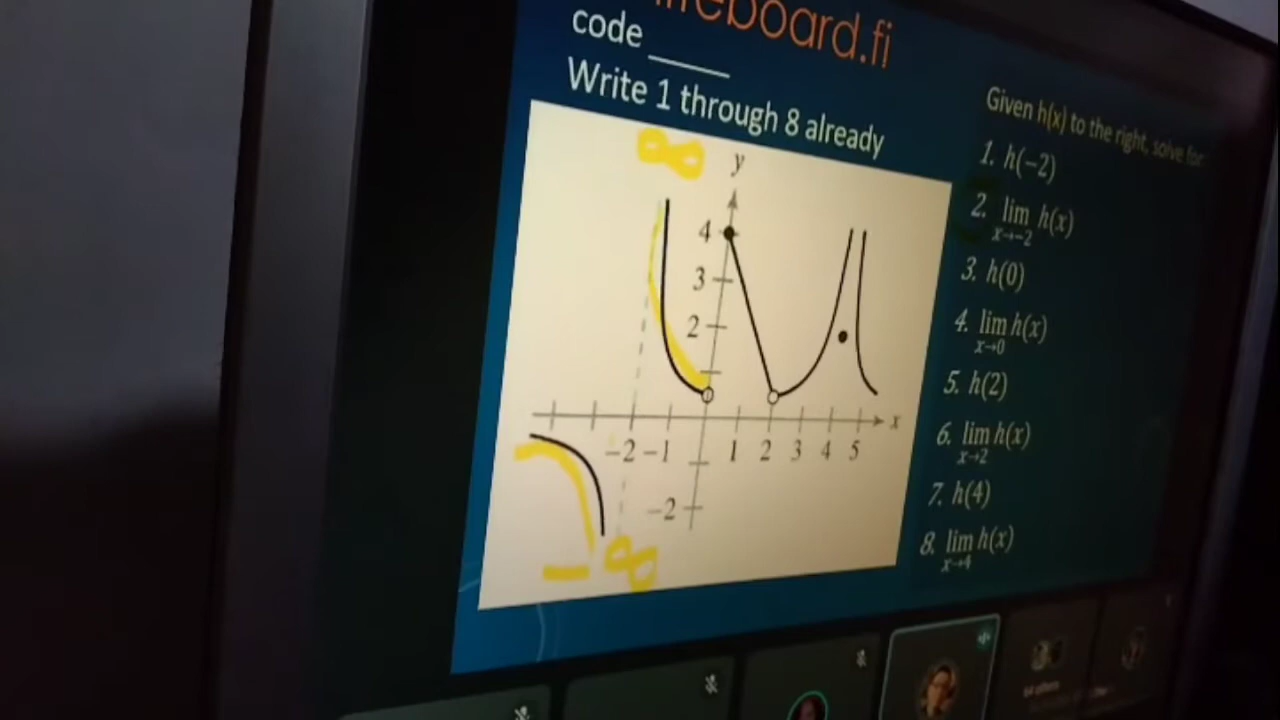 code _____
Write 1 through 8 already
∞
y
4
3
2
-2 -1 1 2 3 4 5 x
-2
- ∞
Given h(x) to the right, solve for:
1. h(-2)
2. lim h(x)
x→-2
3. h(0)
4. lim h(x)
x→0
5. h(2)
6. lim h(x)
x→2
7. h(4)
8. lim h(x)
x→4